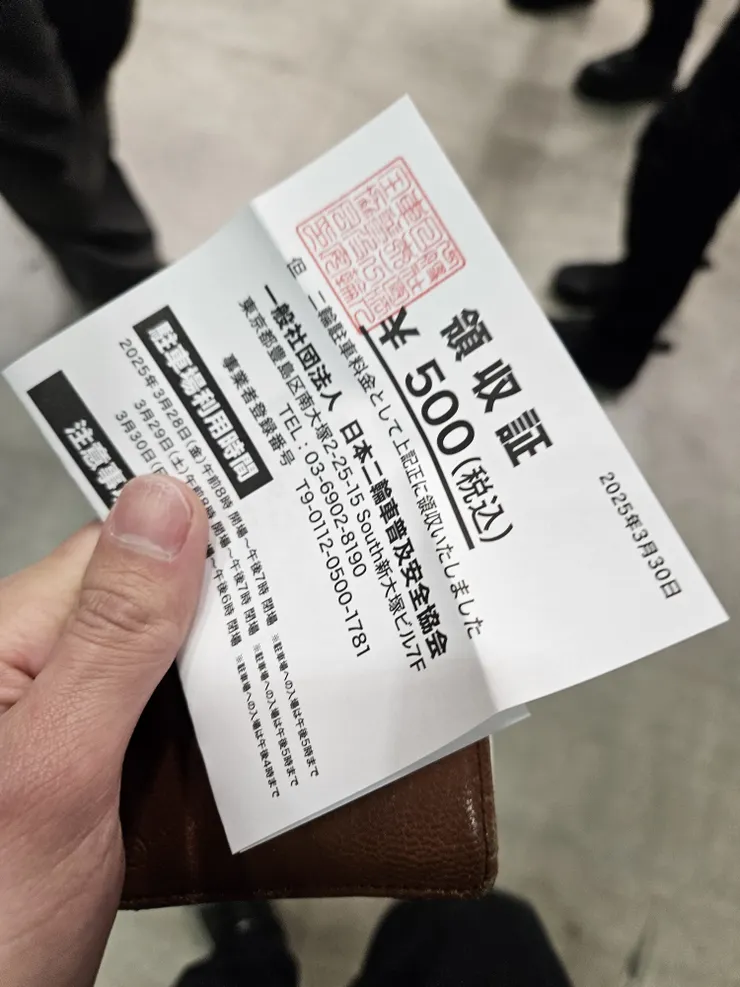 領収証
2025年3月30日
￥500(税込)
但 二輪駐車料金として上記正に領収いたしました
一般社団法人 日本二輪車普及安全協会
東京都豊島区南大塚2-25-15 South新大塚ビル7F
TEL：03-6902-8190
事業者登録番号 T9-0112-0500-1781
駐車場利用時間
2025年3月28日(金) 午前8時 開場～午後7時 閉場 ※駐車場への入場は午後5時まで
3月29日(土) 午前8時 開場～午後7時 閉場 ※駐車場への入場は午後5時まで
3月30日 ～午後6時 閉場 ※駐車場への入場は午後4時まで
注意事